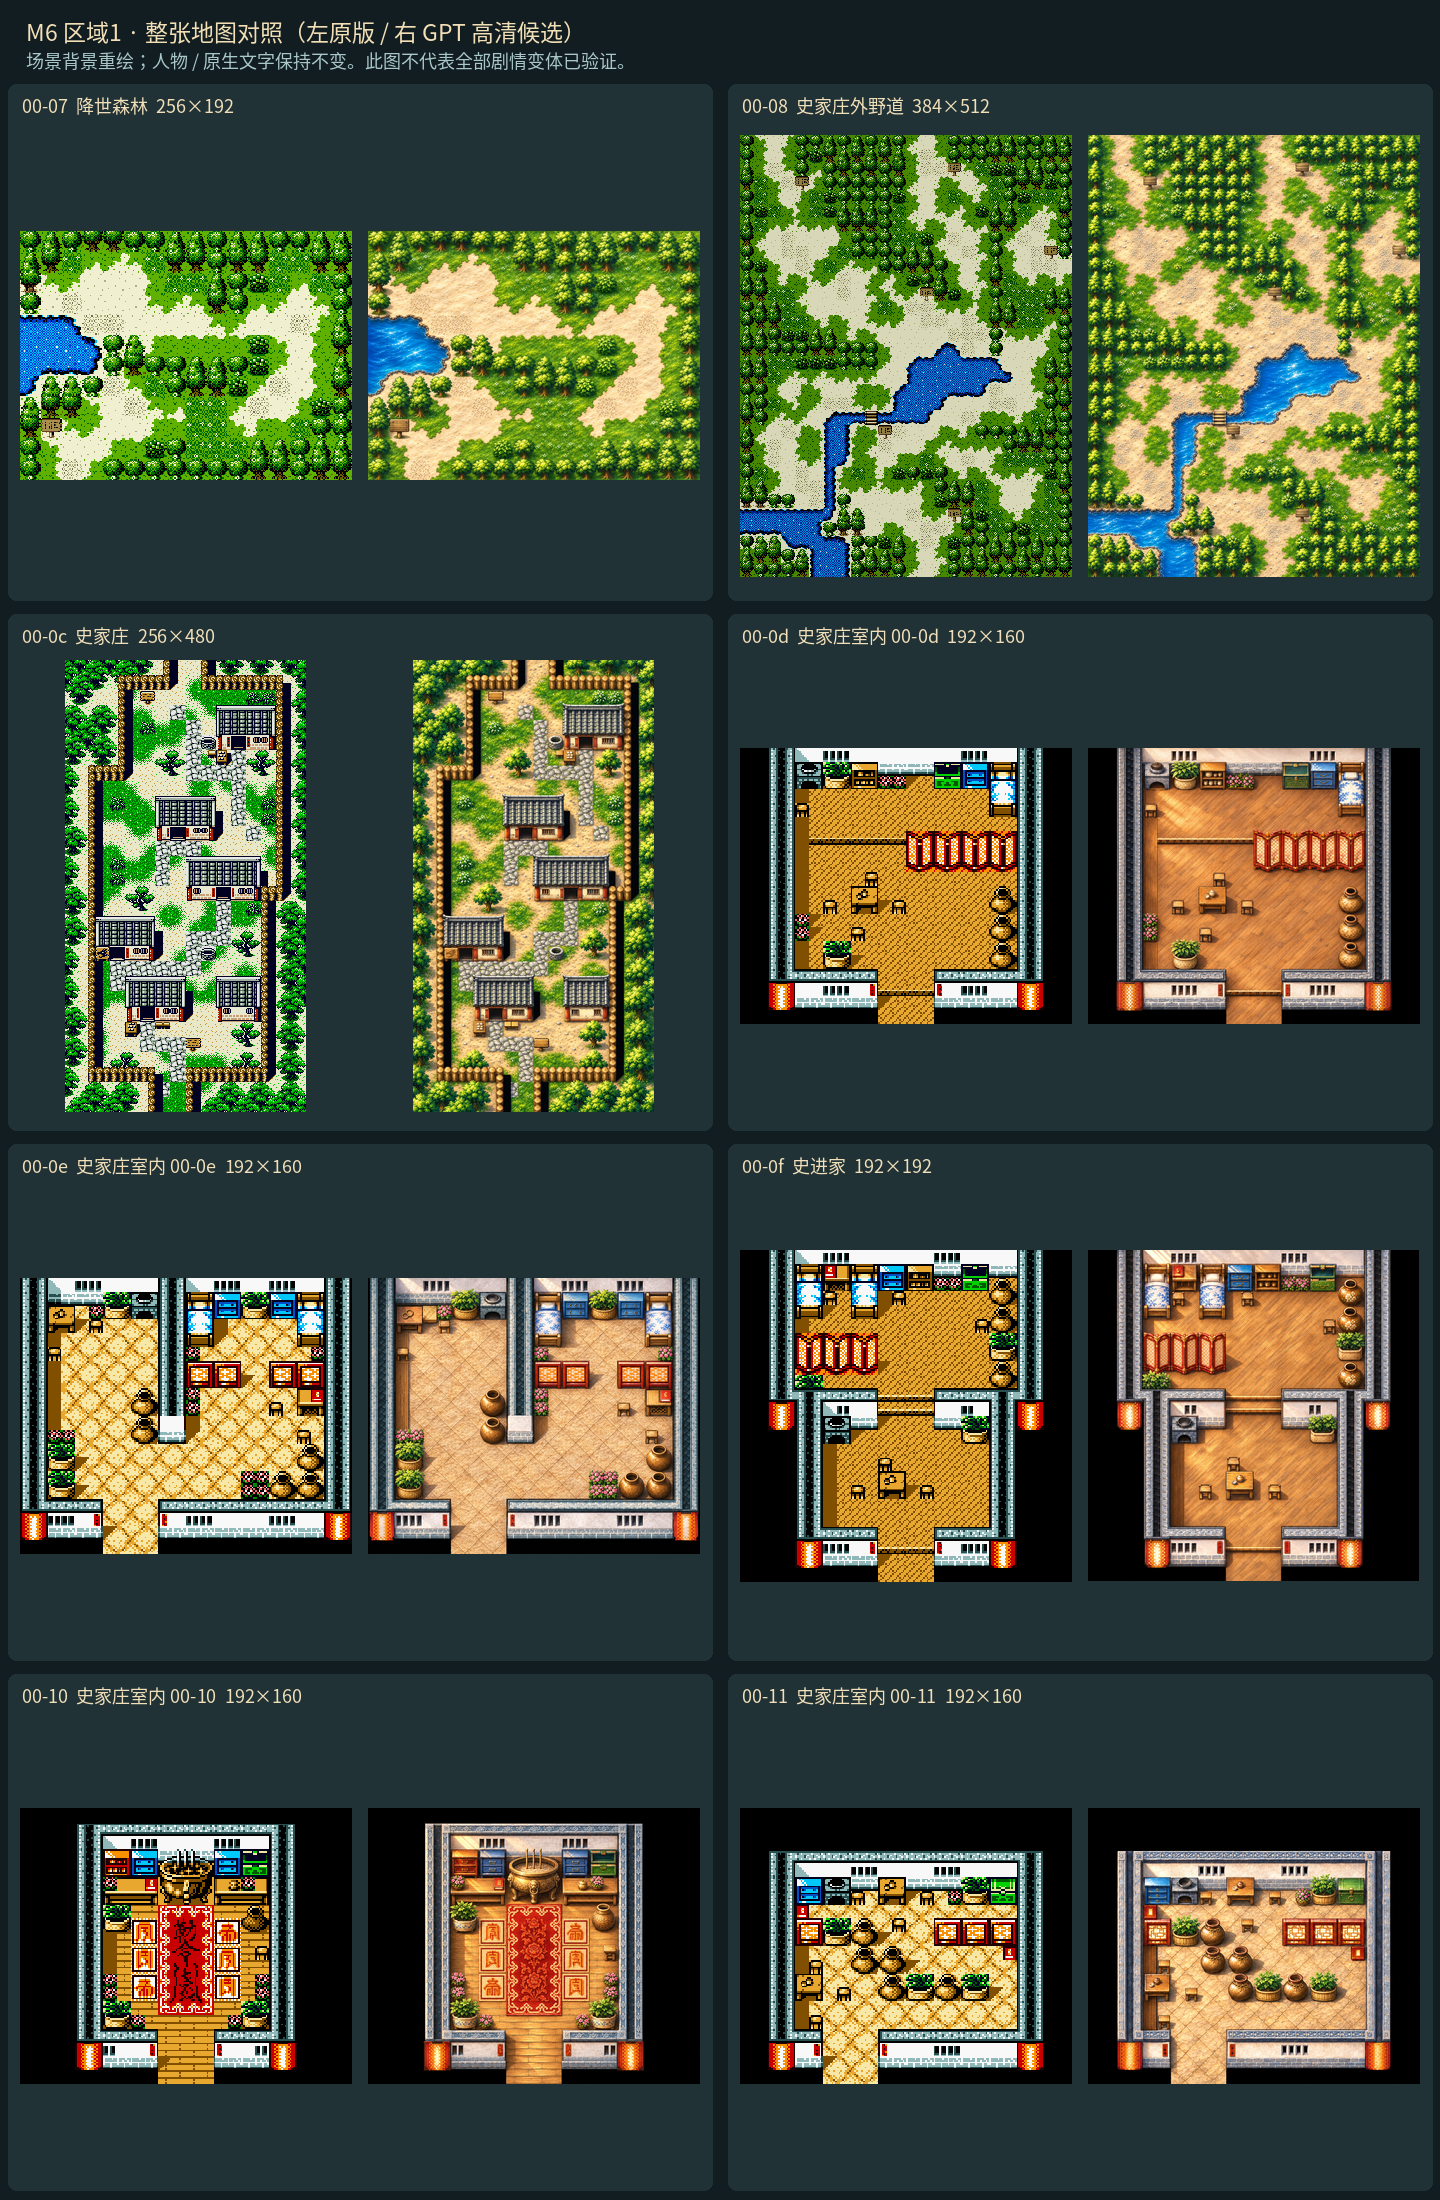 M6 区域1 · 整张地图对照（左原版 / 右 GPT 高清候选）
场景背景重绘；人物 / 原生文字保持不变。此图不代表全部剧情变体已验证。
00-07 降世森林 256×192
00-08 史家庄外野道 384×512
00-0c 史家庄 256×480
00-0d 史家庄室内 00-0d 192×160
00-0e 史家庄室内 00-0e 192×160
00-0f 史进家 192×192
00-10 史家庄室内 00-10 192×160
00-11 史家庄室内 00-11 192×160